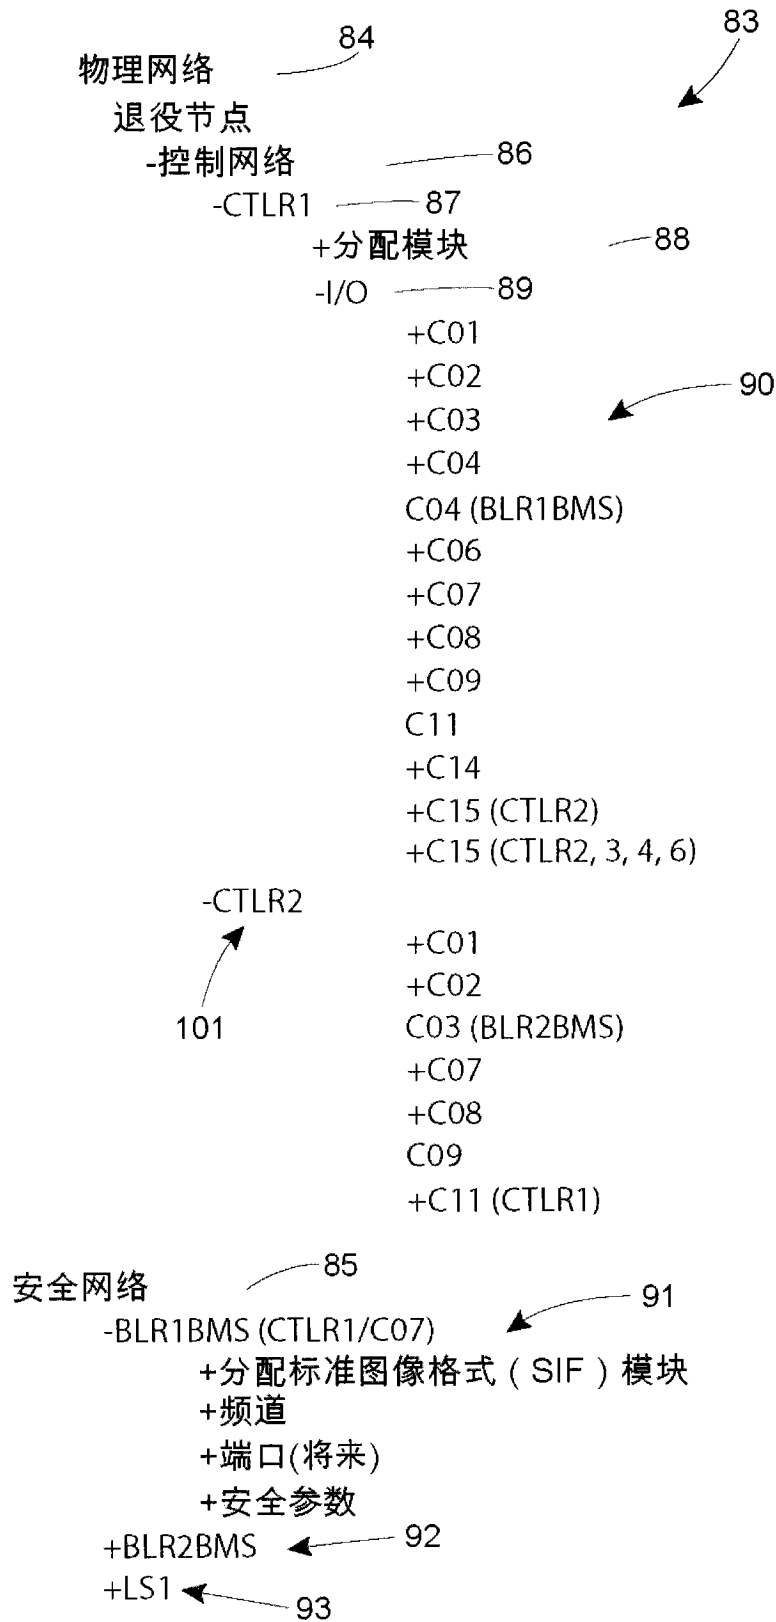 83
84
物理网络
退役节点
-控制网络 86
-CTLR1 87
+分配模块 88
-I/O 89
+C01
+C02
90
+C03
+C04
C04 (BLR1BMS)
+C06
+C07
+C08
+C09
C11
+C14
+C15 (CTLR2)
+C15 (CTLR2, 3, 4, 6)
-CTLR2
+C01
+C02
101
C03 (BLR2BMS)
+C07
+C08
C09
+C11 (CTLR1)
85
安全网络
91
-BLR1BMS (CTLR1/C07)
+分配标准图像格式（SIF）模块
+频道
+端口(将来)
+安全参数
+BLR2BMS 92
+LS1 93